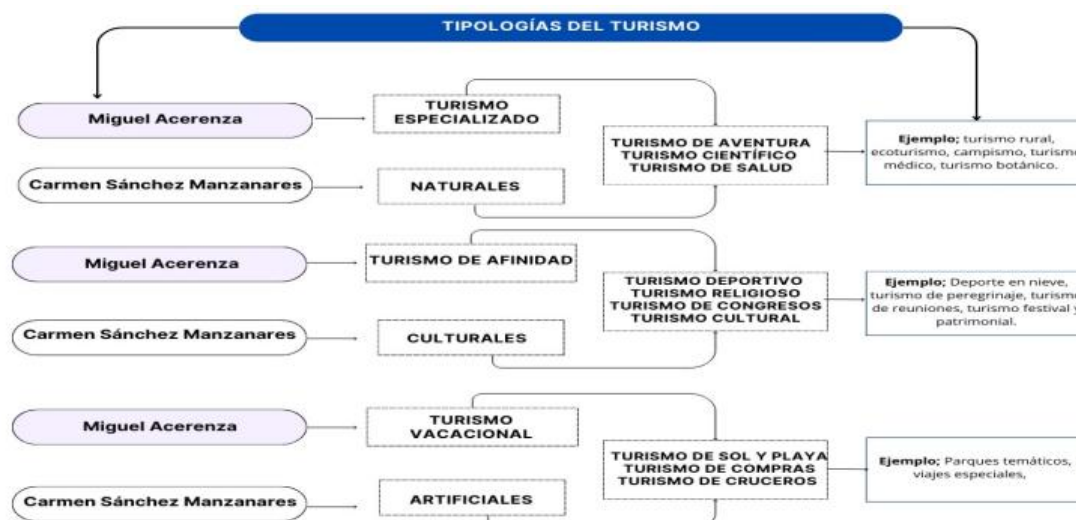 TIPOLOGÍAS DEL TURISMO
Miguel Acerenza
TURISMO
ESPECIALIZADO
Carmen Sánchez Manzanares
NATURALES
TURISMO DE AVENTURA
TURISMO CIENTÍFICO
TURISMO DE SALUD
Ejemplo; turismo rural,
ecoturismo, campismo, turismo
médico, turismo botánico.
Miguel Acerenza
TURISMO DE AFINIDAD
Carmen Sánchez Manzanares
CULTURALES
TURISMO DEPORTIVO
TURISMO RELIGIOSO
TURISMO DE CONGRESOS
TURISMO CULTURAL
Ejemplo; Deporte en nieve,
turismo de peregrinaje, turismo
de reuniones, turismo festival y
patrimonial.
Miguel Acerenza
TURISMO
VACACIONAL
Carmen Sánchez Manzanares
ARTIFICIALES
TURISMO DE SOL Y PLAYA
TURISMO DE COMPRAS
TURISMO DE CRUCEROS
Ejemplo; Parques temáticos,
viajes especiales,